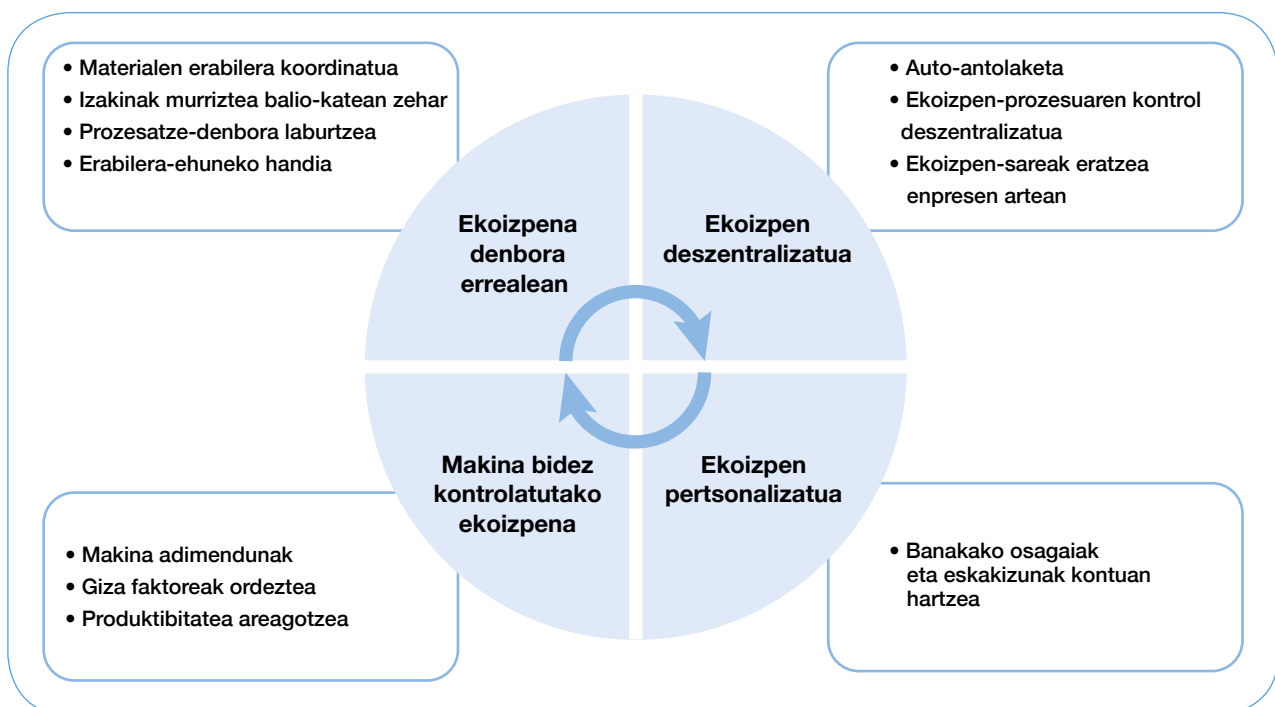 • Materialen erabilera koordinatua
• Izakinak murriztea balio-katean zehar
• Prozesatze-denbora laburtzea
• Erabilera-ehuneko handia
• Auto-antolaketa
• Ekoizpen-prozesuaren kontrol
deszentralizatua
• Ekoizpen-sareak eratzea
enpresen artean
Ekoizpena
denbora
errealean
Ekoizpen
deszentralizatua
Makina bidez
kontrolatutako
ekoizpena
Ekoizpen
pertsonalizatua
• Makina adimendunak
• Giza faktoreak ordeztea
• Produktibitatea areagotzea
• Banakako osagaiak
eta eskakizunak kontuan
hartzea